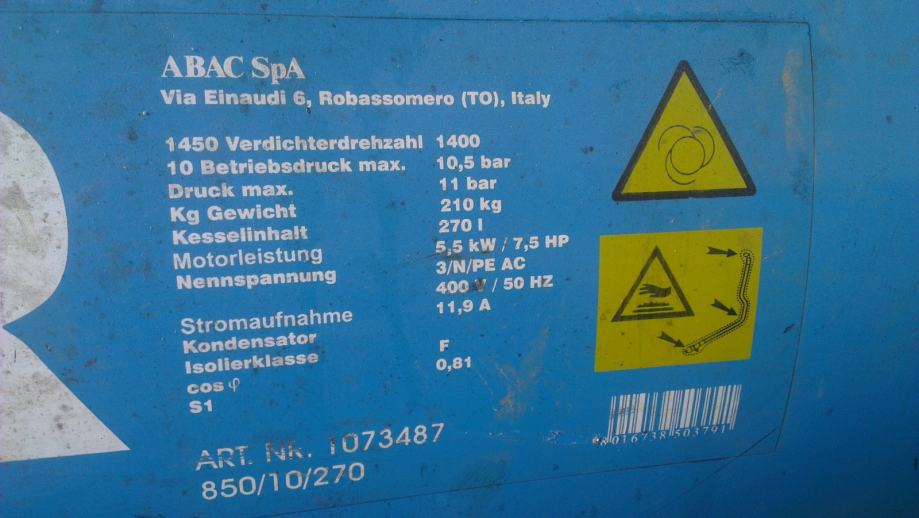 ABAC SpA
Via Einaudi 6, Robassomero (TO), Italy
1450 Verdichterdrehzahl 1400
10 Betriebsdruck max. 10,5 bar
Druck max. 11 bar
Kg Gewicht 210 kg
Kesselinhalt 270 l
Motorleistung 5,5 kW / 7,5 HP
Nennspannung 3/N/PE AC
400 V / 50 HZ
Stromaufnahme 11,9 A
Kondensator
Isolierklasse F
cos φ 0,81
S1
ART. NR. 1073487
850/10/270
8016738503791